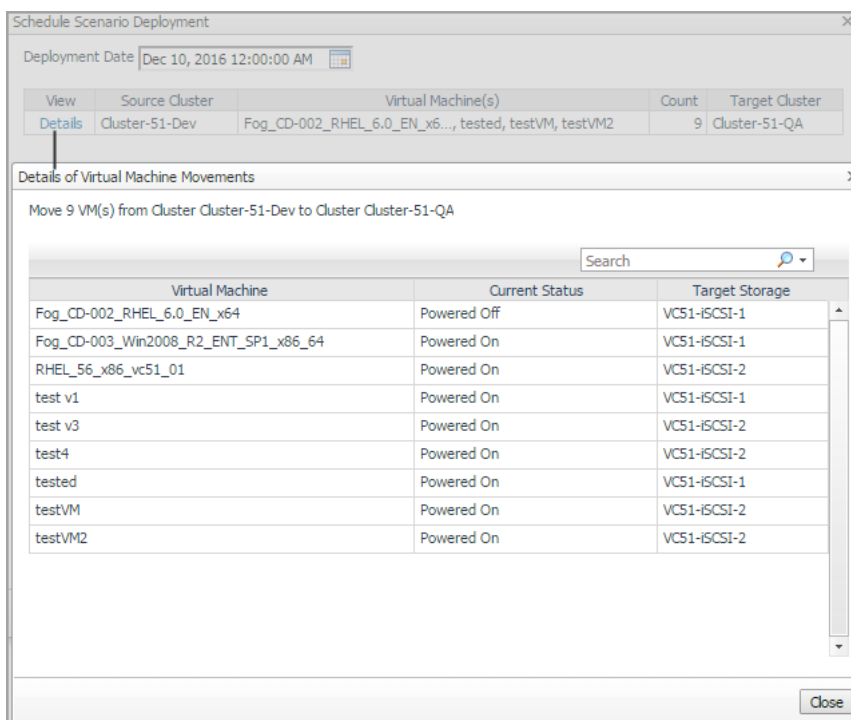 Schedule Scenario Deployment
Deployment Date Dec 10, 2016 12:00:00 AM
View Source Cluster Virtual Machine(s) Count Target Cluster
Details Cluster-51-Dev Fog_CD-002_RHEL_6.0_EN_x6..., tested, testVM, testVM2 9 Cluster-51-QA
Details of Virtual Machine Movements
Move 9 VM(s) from Cluster Cluster-51-Dev to Cluster Cluster-51-QA
Search
Virtual Machine Current Status Target Storage
Fog_CD-002_RHEL_6.0_EN_x64 Powered Off VC51-iSCSI-1
Fog_CD-003_Win2008_R2_ENT_SP1_x86_64 Powered On VC51-iSCSI-1
RHEL_56_x86_vc51_01 Powered On VC51-iSCSI-2
test v1 Powered On VC51-iSCSI-1
test v3 Powered On VC51-iSCSI-2
test4 Powered On VC51-iSCSI-2
tested Powered On VC51-iSCSI-1
testVM Powered On VC51-iSCSI-2
testVM2 Powered On VC51-iSCSI-2
Close